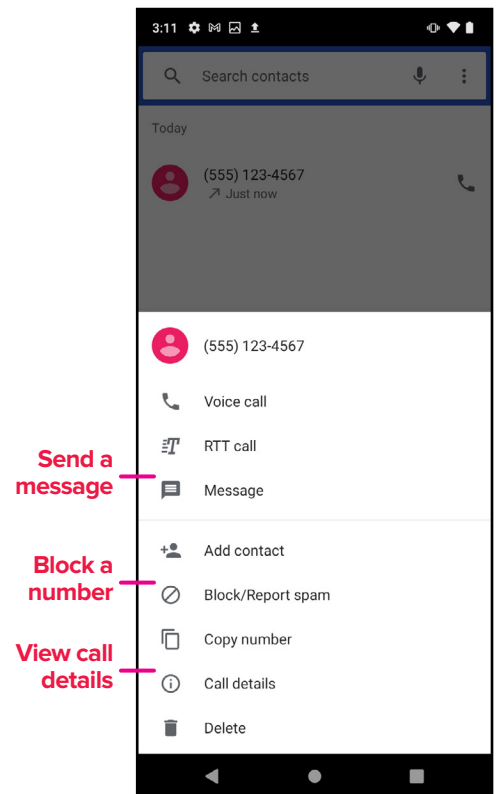 3:11
Search contacts
Today
(555) 123-4567
Just now
(555) 123-4567
Voice call
RTT call
Send a
message
Message
Add contact
Block a
number
Block/Report spam
Copy number
View call
details
Call details
Delete